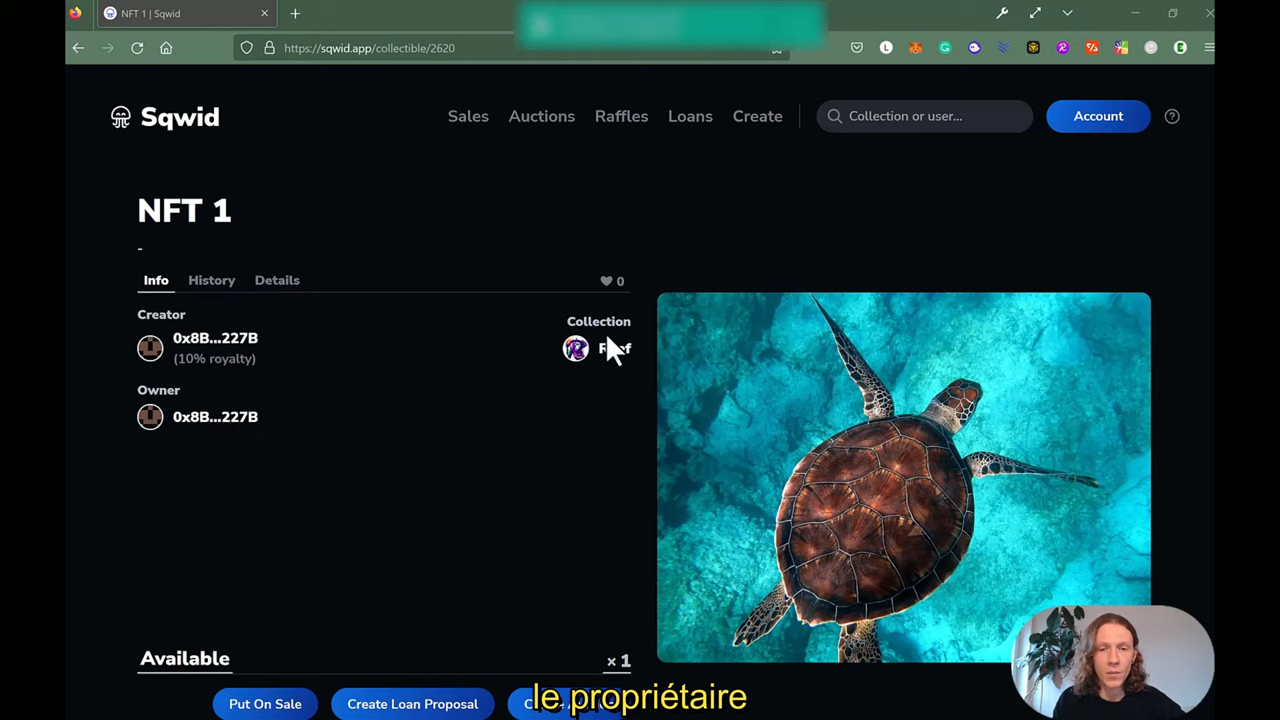 NFT 1 | Sqwid
https://sqwid.app/collectible/2620
Sqwid
Sales
Auctions
Raffles
Loans
Create
Collection or user...
Account
NFT 1
-
Info
History
Details
0
Creator
0x8B...227B
(10% royalty)
Collection
Owner
0x8B...227B
Available
× 1
Put On Sale
Create Loan Proposal
le propriétaire